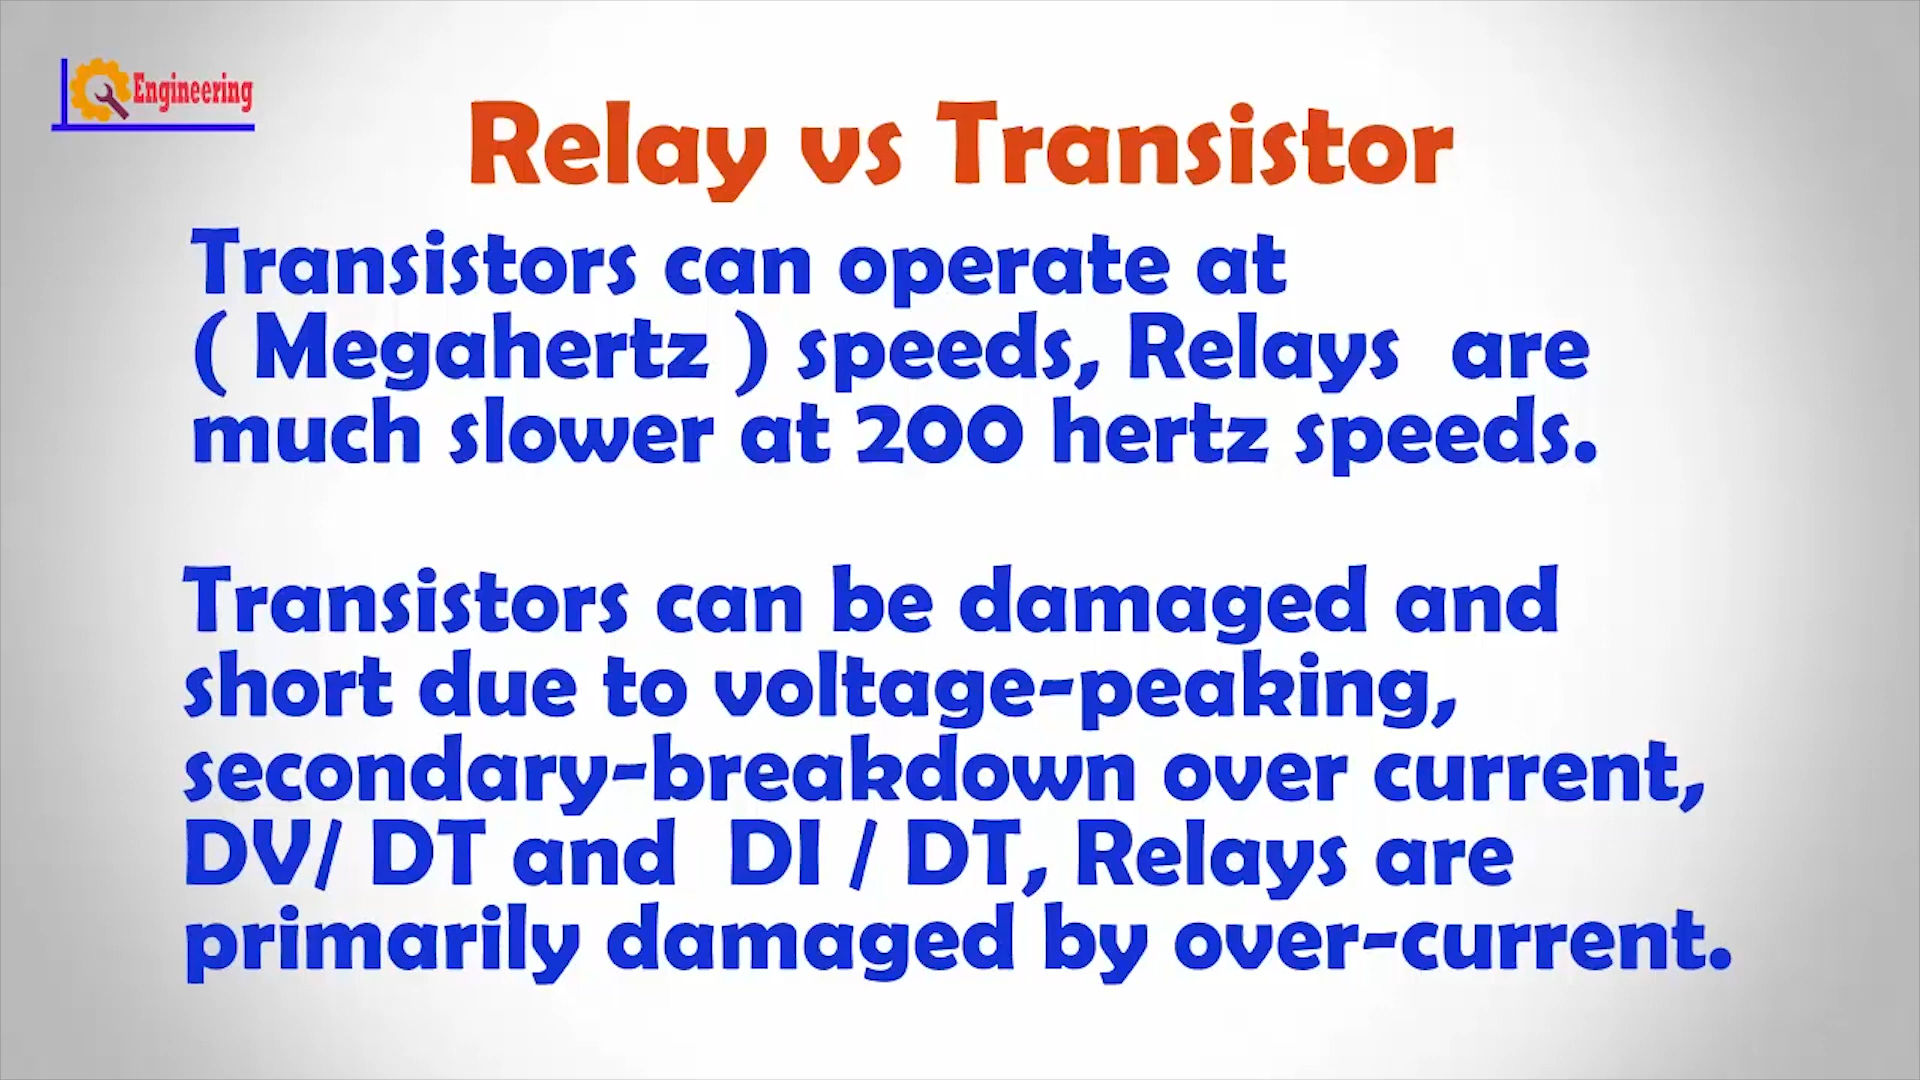 Engineering
Relay vs Transistor
Transistors can operate at
( Megahertz ) speeds, Relays are
much slower at 200 hertz speeds.
Transistors can be damaged and
short due to voltage-peaking,
secondary-breakdown over current,
DV/ DT and DI / DT, Relays are
primarily damaged by over-current.